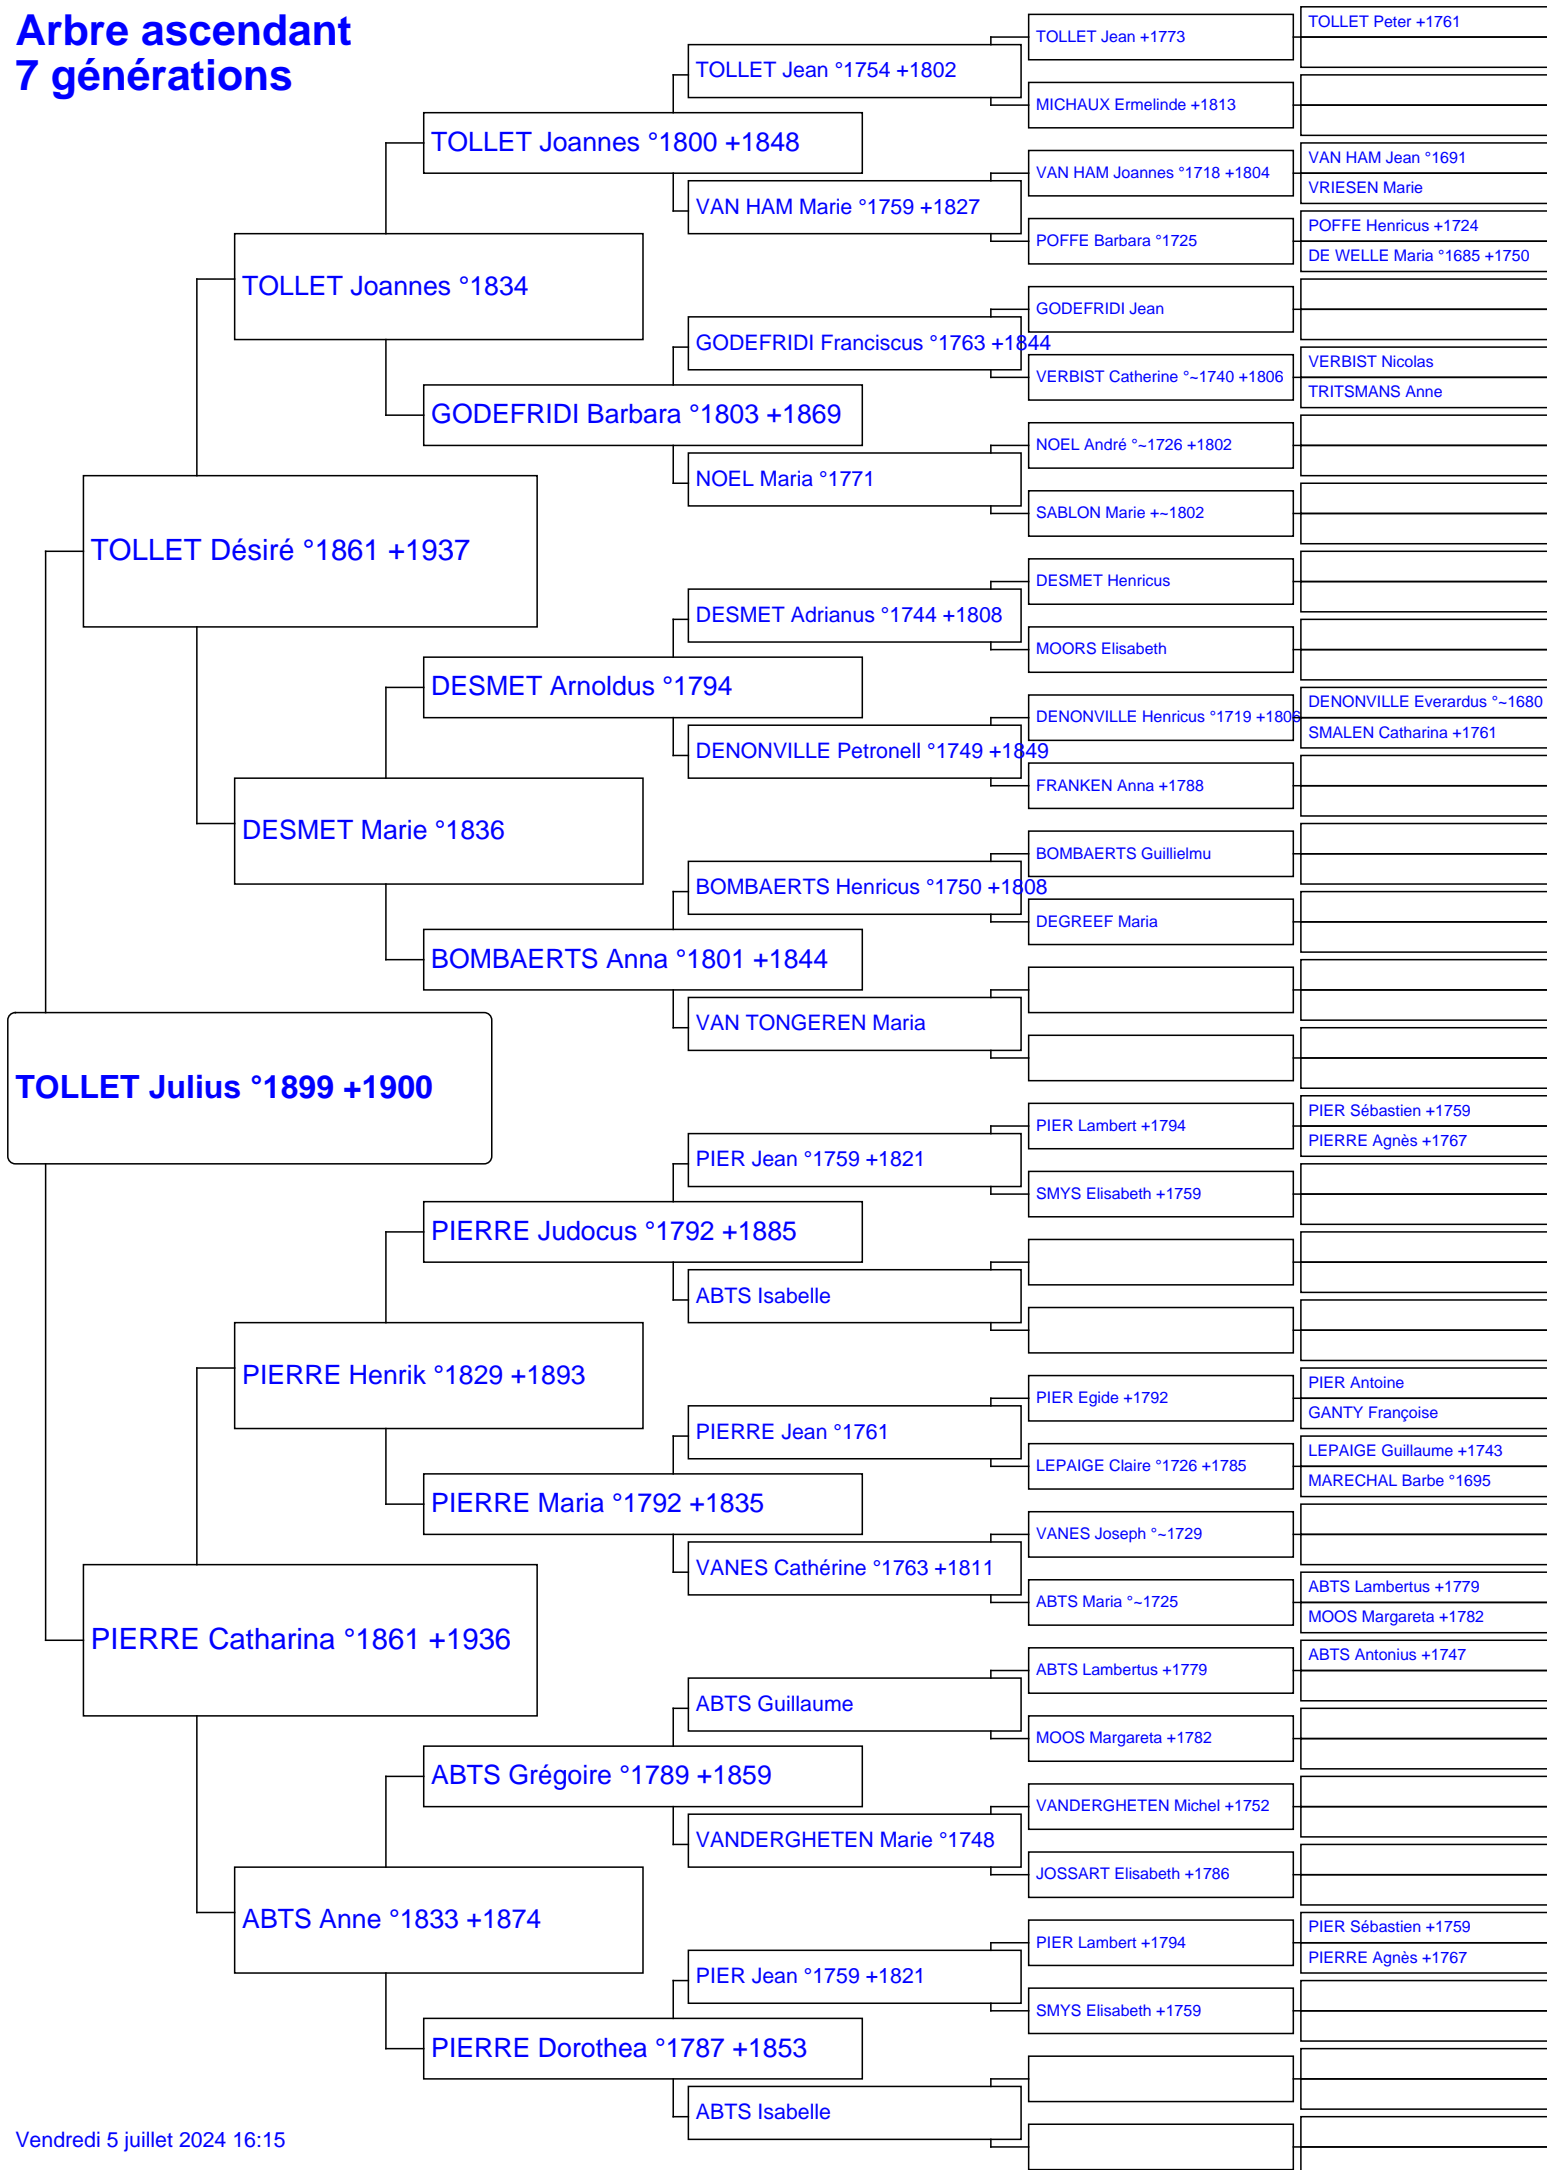 Arbre ascendant
7 générations
TOLLET Julius °1899 +1900
TOLLET Désiré °1861 +1937
PIERRE Catharina °1861 +1936
TOLLET Joannes °1834
DESMET Marie °1836
PIERRE Henrik °1829 +1893
ABTS Anne °1833 +1874
TOLLET Joannes °1800 +1848
GODEFRIDI Barbara °1803 +1869
DESMET Arnoldus °1794
BOMBAERTS Anna °1801 +1844
PIERRE Judocus °1792 +1885
PIERRE Maria °1792 +1835
ABTS Grégoire °1789 +1859
PIERRE Dorothea °1787 +1853
TOLLET Jean °1754 +1802
VAN HAM Marie °1759 +1827
GODEFRIDI Franciscus °1763 +1844
NOEL Maria °1771
DESMET Adrianus °1744 +1808
DENONVILLE Petronell °1749 +1849
BOMBAERTS Henricus °1750 +1808
VAN TONGEREN Maria
PIER Jean °1759 +1821
ABTS Isabelle
PIERRE Jean °1761
VANES Cathérine °1763 +1811
ABTS Guillaume
VANDERGHETEN Marie °1748
PIER Jean °1759 +1821
ABTS Isabelle
TOLLET Jean +1773
MICHAUX Ermelinde +1813
VAN HAM Joannes °1718 +1804
POFFE Barbara °1725
GODEFRIDI Jean
VERBIST Catherine °~1740 +1806
NOEL André °~1726 +1802
SABLON Marie +~1802
DESMET Henricus
MOORS Elisabeth
DENONVILLE Henricus °1719 +1806
FRANKEN Anna +1788
BOMBAERTS Guillielmu
DEGREEF Maria
PIER Lambert +1794
SMYS Elisabeth +1759
PIER Egide +1792
LEPAIGE Claire °1726 +1785
VANES Joseph °~1729
ABTS Maria °~1725
ABTS Lambertus +1779
MOOS Margareta +1782
VANDERGHETEN Michel +1752
JOSSART Elisabeth +1786
PIER Lambert +1794
SMYS Elisabeth +1759
TOLLET Peter +1761
VAN HAM Jean °1691
VRIESEN Marie
POFFE Henricus +1724
DE WELLE Maria °1685 +1750
VERBIST Nicolas
TRITSMANS Anne
DENONVILLE Everardus °~1680
SMALEN Catharina +1761
PIER Sébastien +1759
PIERRE Agnès +1767
PIER Antoine
GANTY Françoise
LEPAIGE Guillaume +1743
MARECHAL Barbe °1695
ABTS Lambertus +1779
MOOS Margareta +1782
ABTS Antonius +1747
PIER Sébastien +1759
PIERRE Agnès +1767
Vendredi 5 juillet 2024 16:15